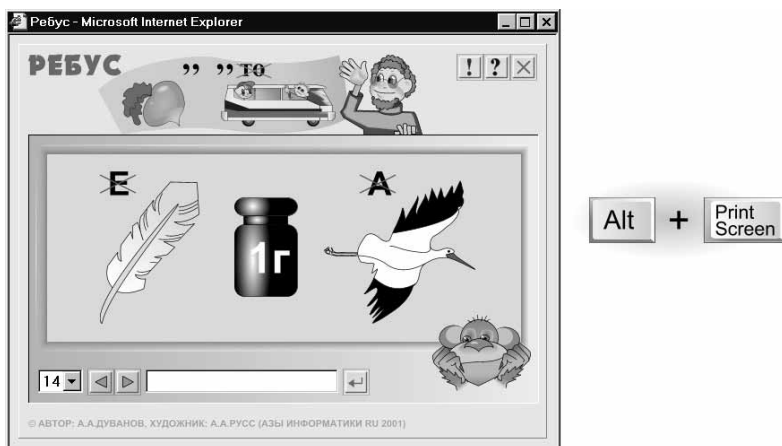 Ребус - Microsoft Internet Explorer
РЕБУС
,, ,, ТО
! ?
Е
А
1г
14
© АВТОР: А.А.ДУВАНОВ, ХУДОЖНИК: А.А.РУСС (АЗЫ ИНФОРМАТИКИ RU 2001)
Alt + Print Screen